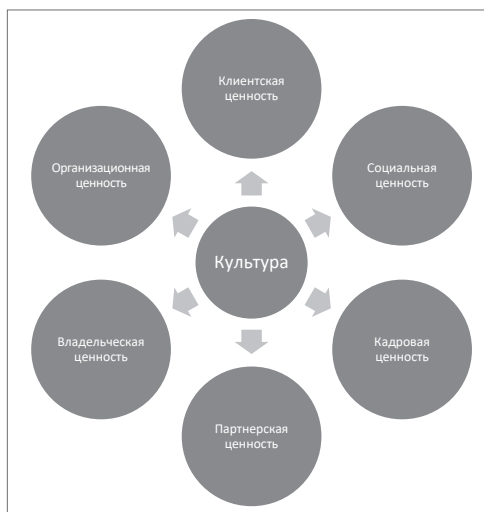 Клиентская
ценность
Организационная
ценность
Социальная
ценность
Культура
Владельческая
ценность
Кадровая
ценность
Партнерская
ценность